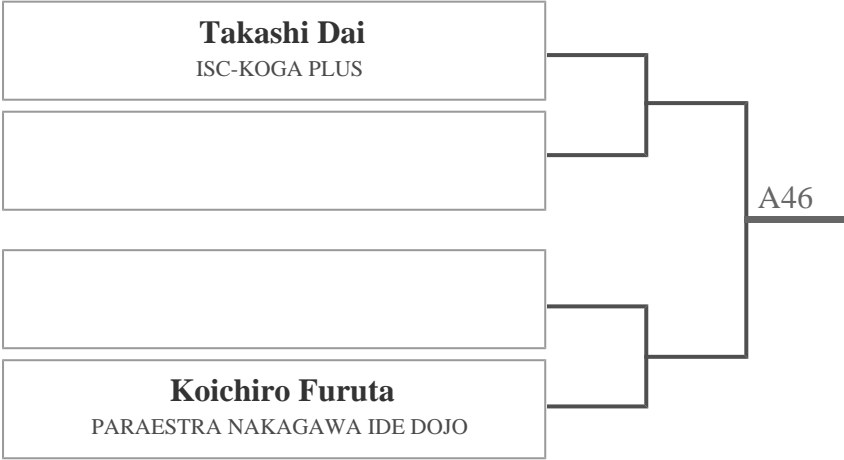 Takashi Dai
ISC-KOGA PLUS
A46
Koichiro Furuta
PARAESTRA NAKAGAWA IDE DOJO